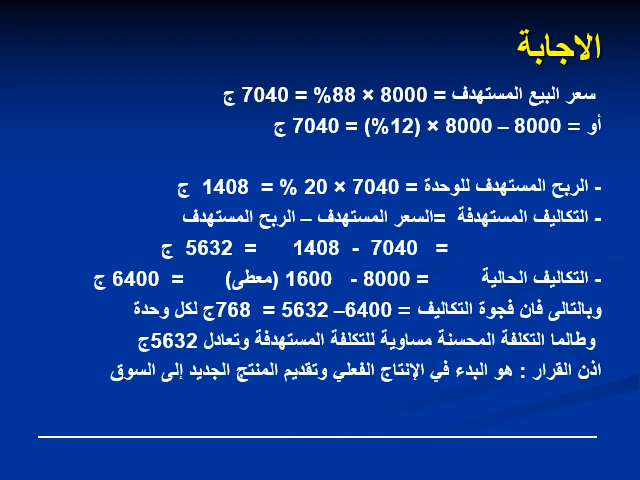 الاجابة
سعر البيع المستهدف = 8000 × 88% = 7040 ج
أو = 8000 – 8000 × (12%) = 7040 ج
- الربح المستهدف للوحدة = 7040 × 20 % = 1408 ج
- التكاليف المستهدفة =السعر المستهدف – الربح المستهدف
= 7040 - 1408 = 5632 ج
- التكاليف الحالية = 8000 - 1600 (معطى) = 6400 ج
وبالتالى فان فجوة التكاليف = 6400– 5632 = 768ج لكل وحدة
وطالما التكلفة المحسنة مساوية للتكلفة المستهدفة وتعادل 5632ج
اذن القرار : هو البدء في الإنتاج الفعلي وتقديم المنتج الجديد إلى السوق